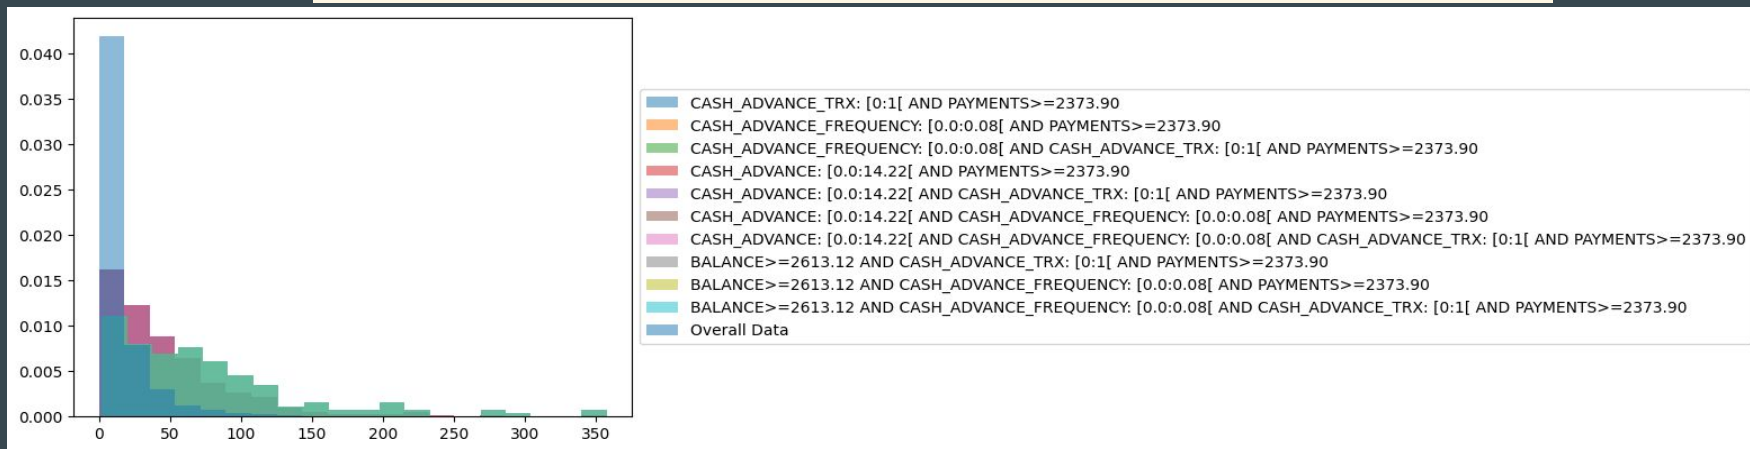 0.040
0.035
0.030
0.025
0.020
0.015
0.010
0.005
0.000
0 50 100 150 200 250 300 350
CASH_ADVANCE_TRX: [0:1[ AND PAYMENTS>=2373.90
CASH_ADVANCE_FREQUENCY: [0.0:0.08[ AND PAYMENTS>=2373.90
CASH_ADVANCE_FREQUENCY: [0.0:0.08[ AND CASH_ADVANCE_TRX: [0:1[ AND PAYMENTS>=2373.90
CASH_ADVANCE: [0.0:14.22[ AND PAYMENTS>=2373.90
CASH_ADVANCE: [0.0:14.22[ AND CASH_ADVANCE_TRX: [0:1[ AND PAYMENTS>=2373.90
CASH_ADVANCE: [0.0:14.22[ AND CASH_ADVANCE_FREQUENCY: [0.0:0.08[ AND PAYMENTS>=2373.90
CASH_ADVANCE: [0.0:14.22[ AND CASH_ADVANCE_FREQUENCY: [0.0:0.08[ AND CASH_ADVANCE_TRX: [0:1[ AND PAYMENTS>=2373.90
BALANCE>=2613.12 AND CASH_ADVANCE_TRX: [0:1[ AND PAYMENTS>=2373.90
BALANCE>=2613.12 AND CASH_ADVANCE_FREQUENCY: [0.0:0.08[ AND PAYMENTS>=2373.90
BALANCE>=2613.12 AND CASH_ADVANCE_FREQUENCY: [0.0:0.08[ AND CASH_ADVANCE_TRX: [0:1[ AND PAYMENTS>=2373.90
Overall Data